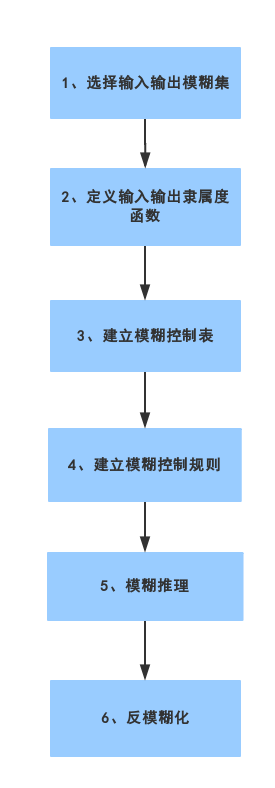 1、选择输入输出模糊集
2、定义输入输出隶属度
函数
3、建立模糊控制表
4、建立模糊控制规则
5、模糊推理
6、反模糊化